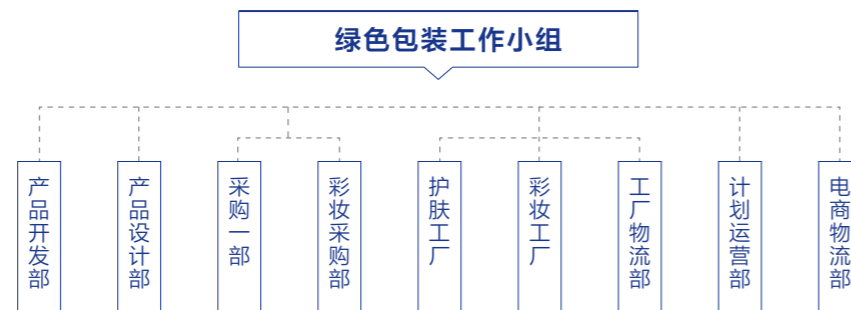 绿色包装工作小组
产品开发部
产品设计部
采购一部
彩妆采购部
护肤工厂
彩妆工厂
工厂物流部
计划运营部
电商物流部